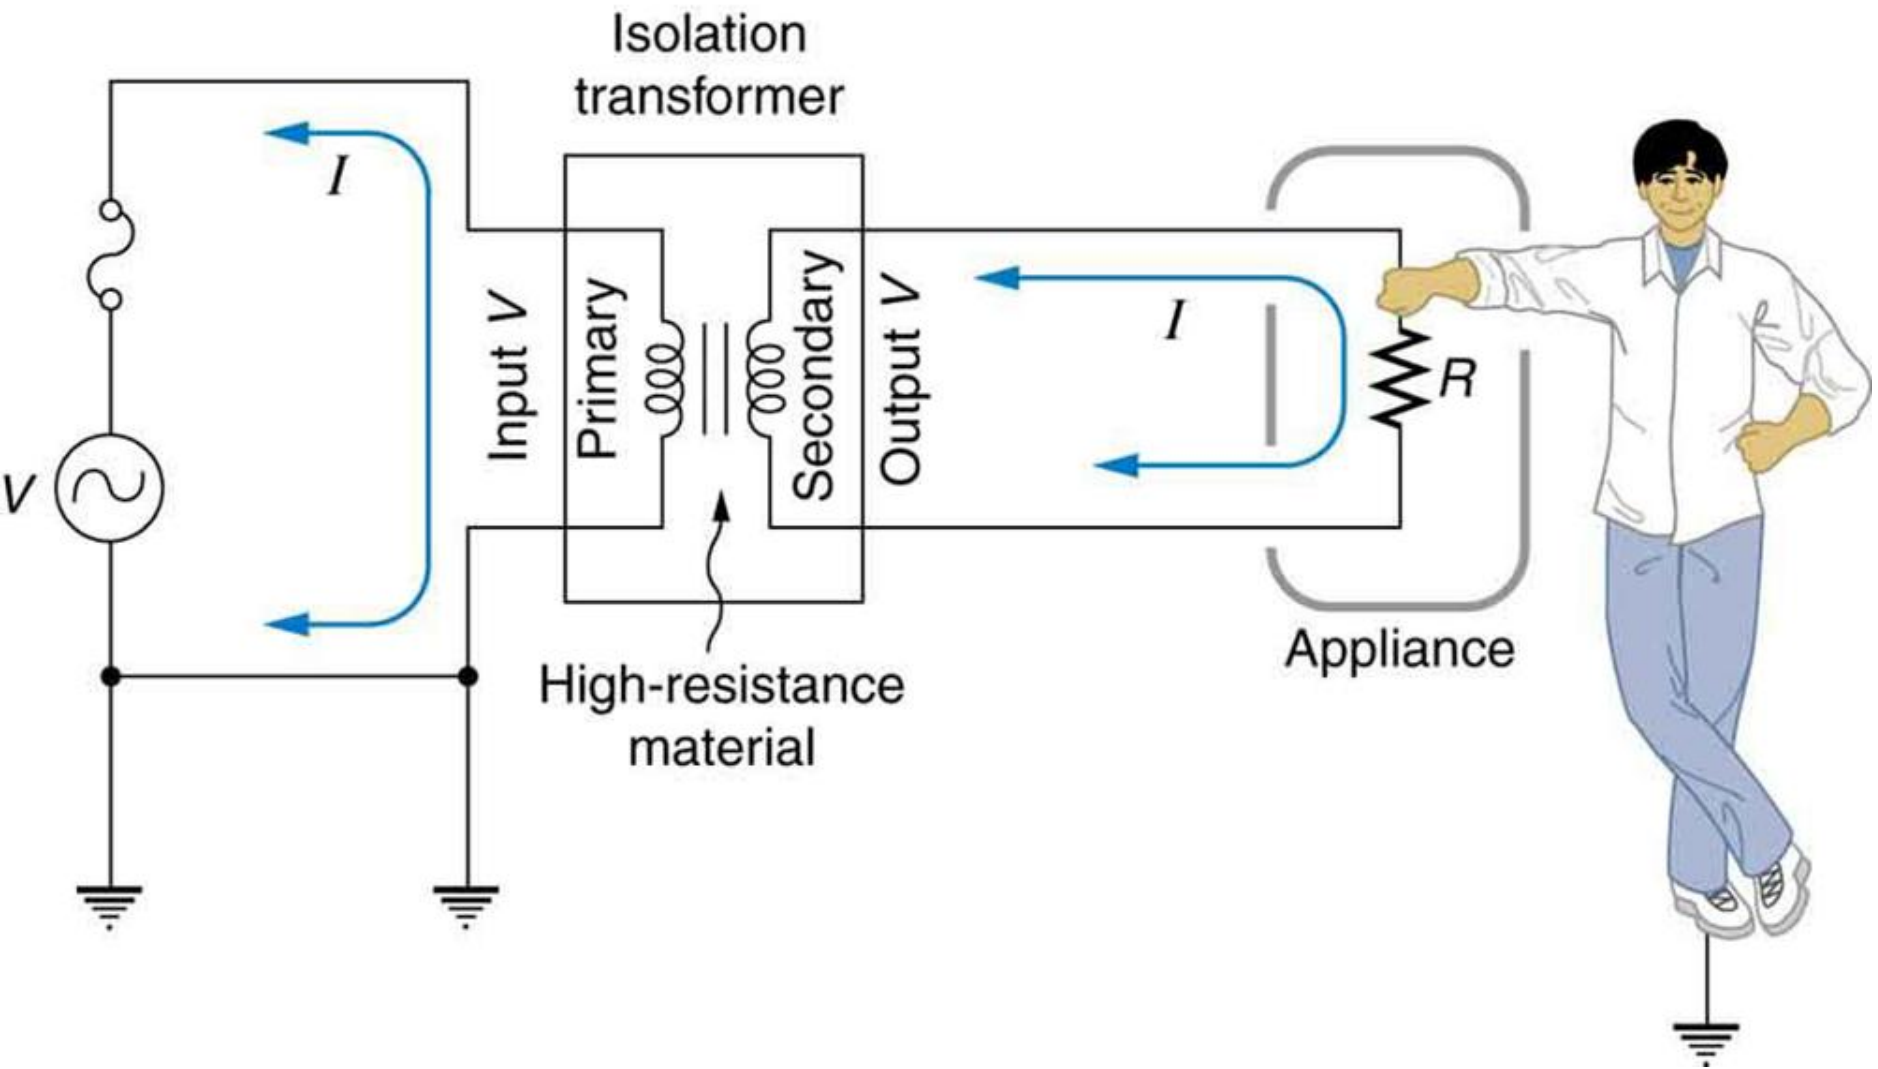 Isolation
transformer
I
Input V
Primary
Secondary
Output V
I
R
V
High-resistance
material
Appliance